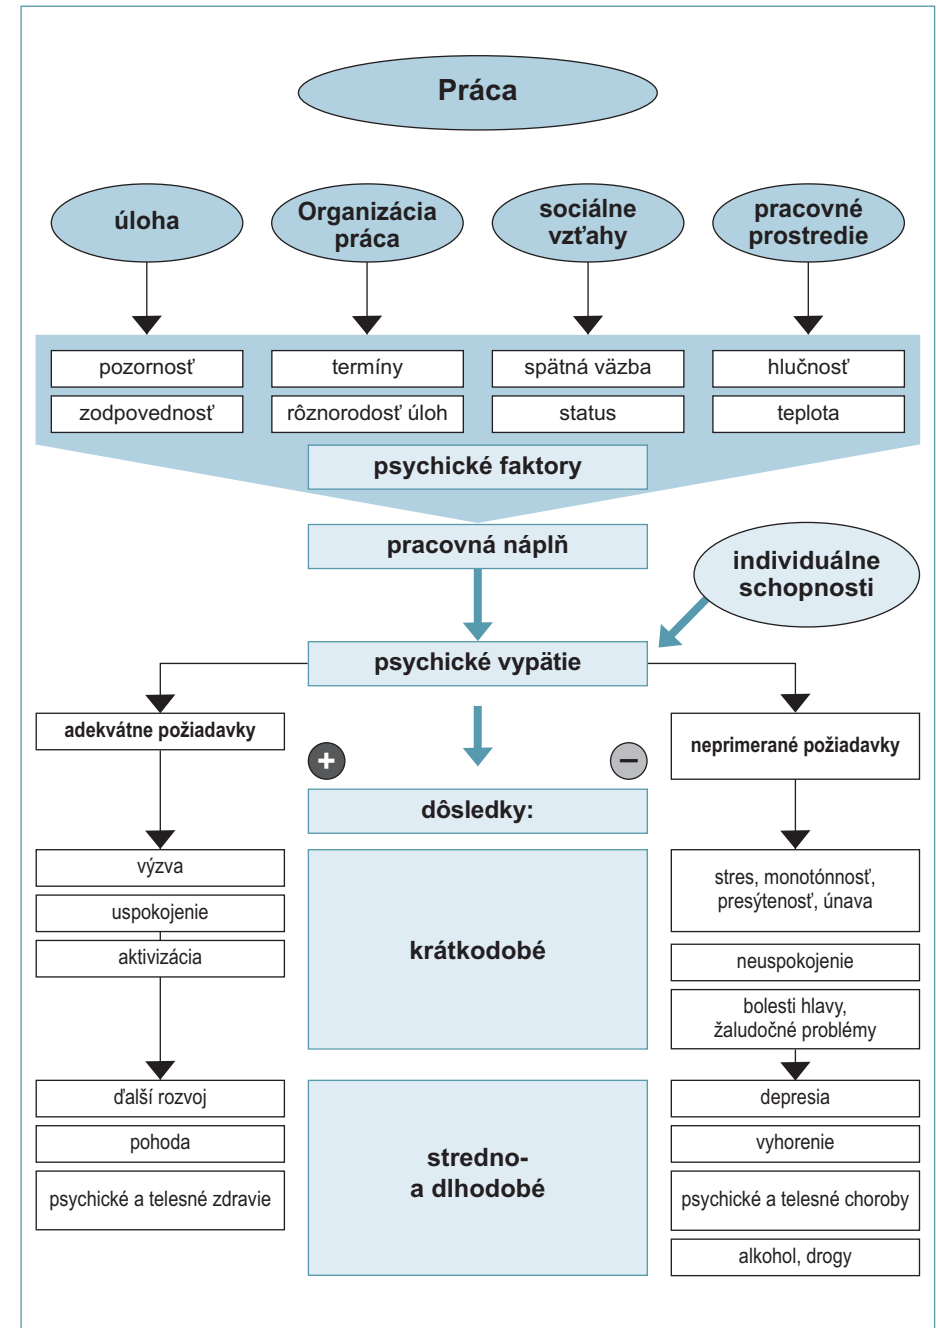 Práca
úloha
Organizácia
práca
sociálne
vzťahy
pracovné
prostredie
pozornosť
termíny
spätná väzba
hlučnosť
zodpovednosť
rôznorodosť úloh
status
teplota
psychické faktory
pracovná náplň
individuálne
schopnosti
psychické vypätie
adekvátne požiadavky
neprimerané požiadavky
+
−
dôsledky:
výzva
uspokojenie
aktivizácia
krátkodobé
stres, monotónnosť,
presýtenosť, únava
neuspokojenie
bolesti hlavy,
žaludočné problémy
ďalší rozvoj
pohoda
psychické a telesné zdravie
stredno-
a dlhodobé
depresia
vyhorenie
psychické a telesné choroby
alkohol, drogy